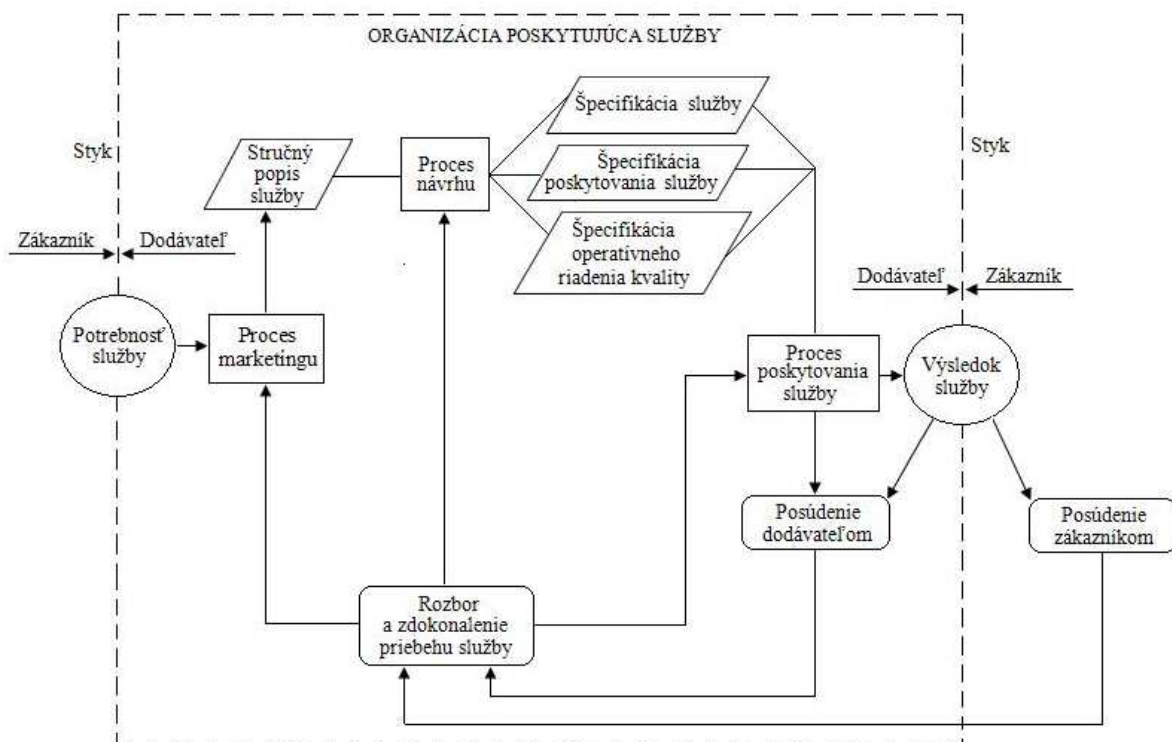 ORGANIZÁCIA POSKYTUJÚCA SLUŽBY
Styk
Styk
Zákazník
Dodávateľ
Potrebnosť
služby
Proces
marketíngu
Stručný
popis
služby
Proces
návrhu
Špecifikácia služby
Špecifikácia
poskytovania služby
Špecifikácia
operatívneho
riadenia kvality
Dodávateľ
Zákazník
Proces
poskytovania
služby
Výsledok
služby
Posúdenie
dodávateľom
Posúdenie
zákazníkom
Rozbor
a zdokonalenie
priebehu služby